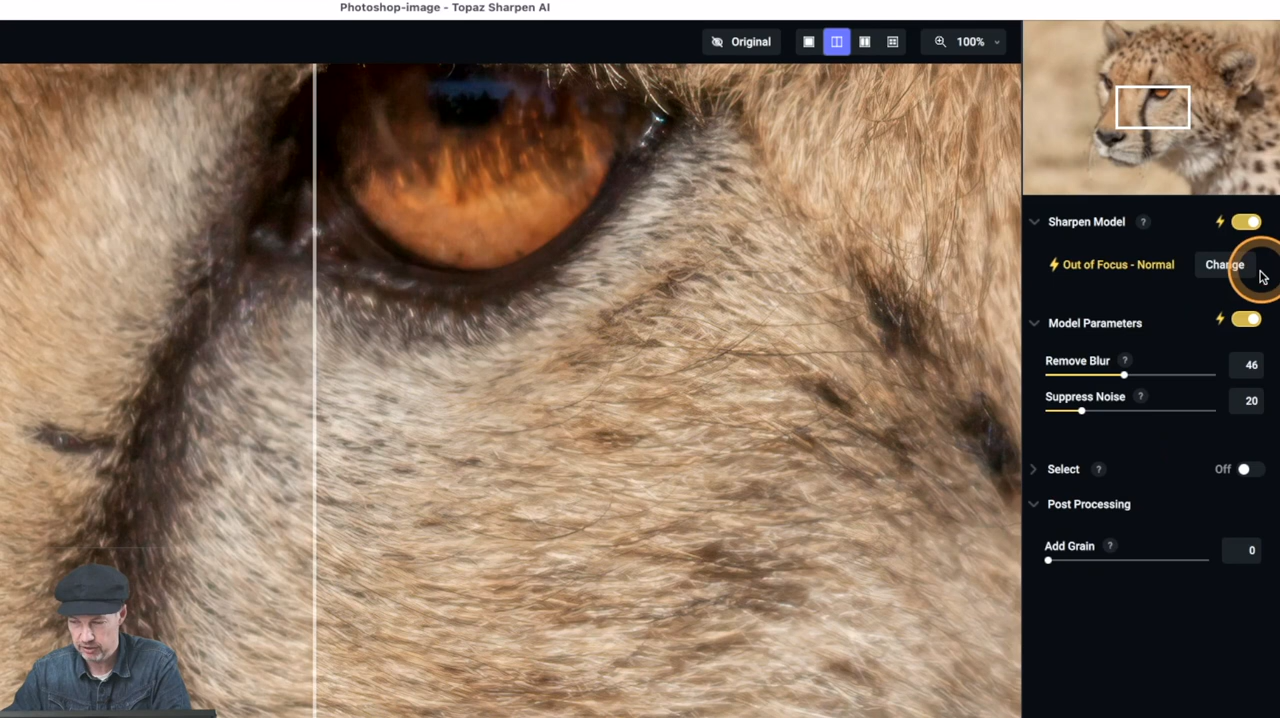 Photoshop-image - Topaz Sharpen AI
Original
100%
Sharpen Model ?
Out of Focus - Normal Change
Model Parameters
Remove Blur ? 46
Suppress Noise ? 20
Select ? Off
Post Processing
Add Grain ? 0